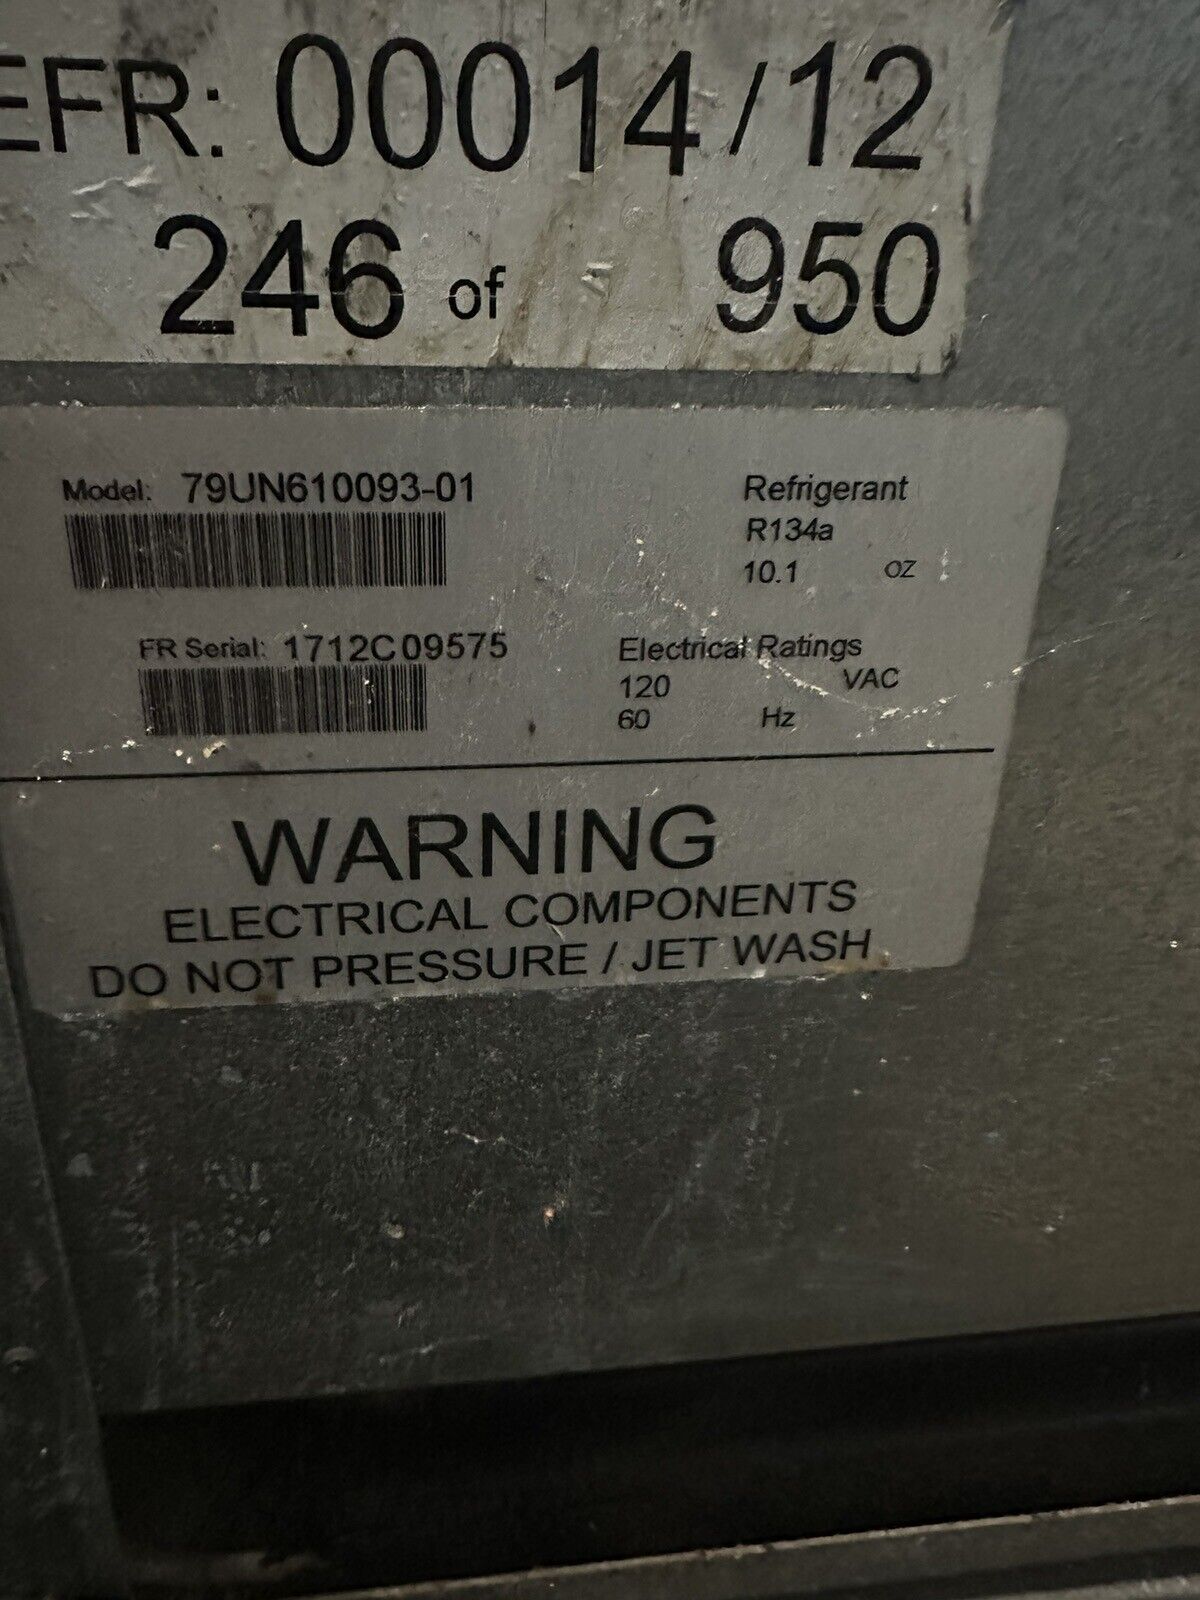 EFR: 00014/12
246 of 950
Model: 79UN610093-01
Refrigerant
R134a
10.1 OZ
FR Serial: 1712C09575
Electrical Ratings
120 VAC
60 Hz
WARNING
ELECTRICAL COMPONENTS
DO NOT PRESSURE / JET WASH